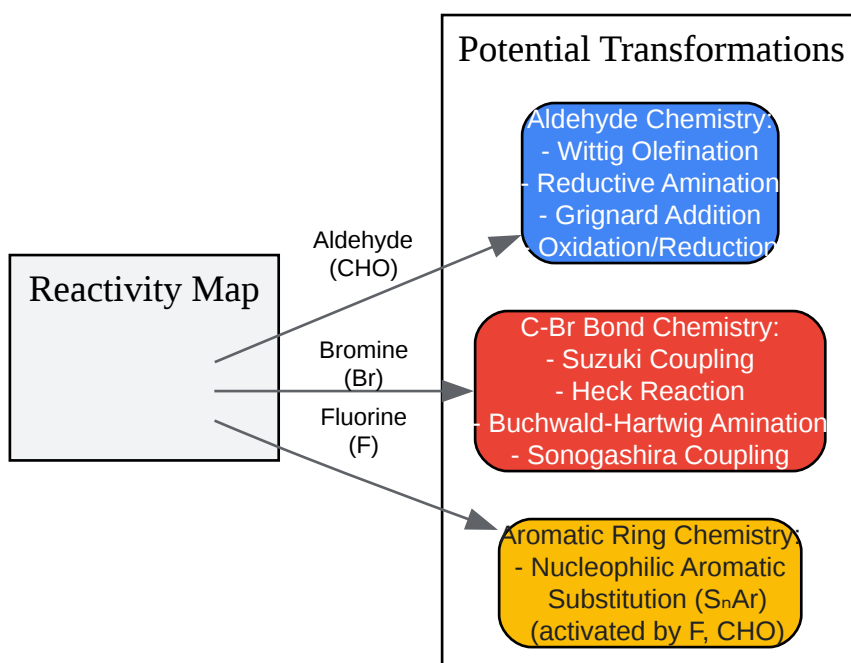 Potential Transformations
Aldehyde Chemistry:
- Wittig Olefination
- Reductive Amination
- Grignard Addition
- Oxidation/Reduction
Aldehyde
(CHO)
Reactivity Map
Bromine
(Br)
Fluorine
(F)
C-Br Bond Chemistry:
- Suzuki Coupling
- Heck Reaction
- Buchwald-Hartwig Amination
- Sonogashira Coupling
Aromatic Ring Chemistry:
- Nucleophilic Aromatic
Substitution (SₙAr)
(activated by F, CHO)